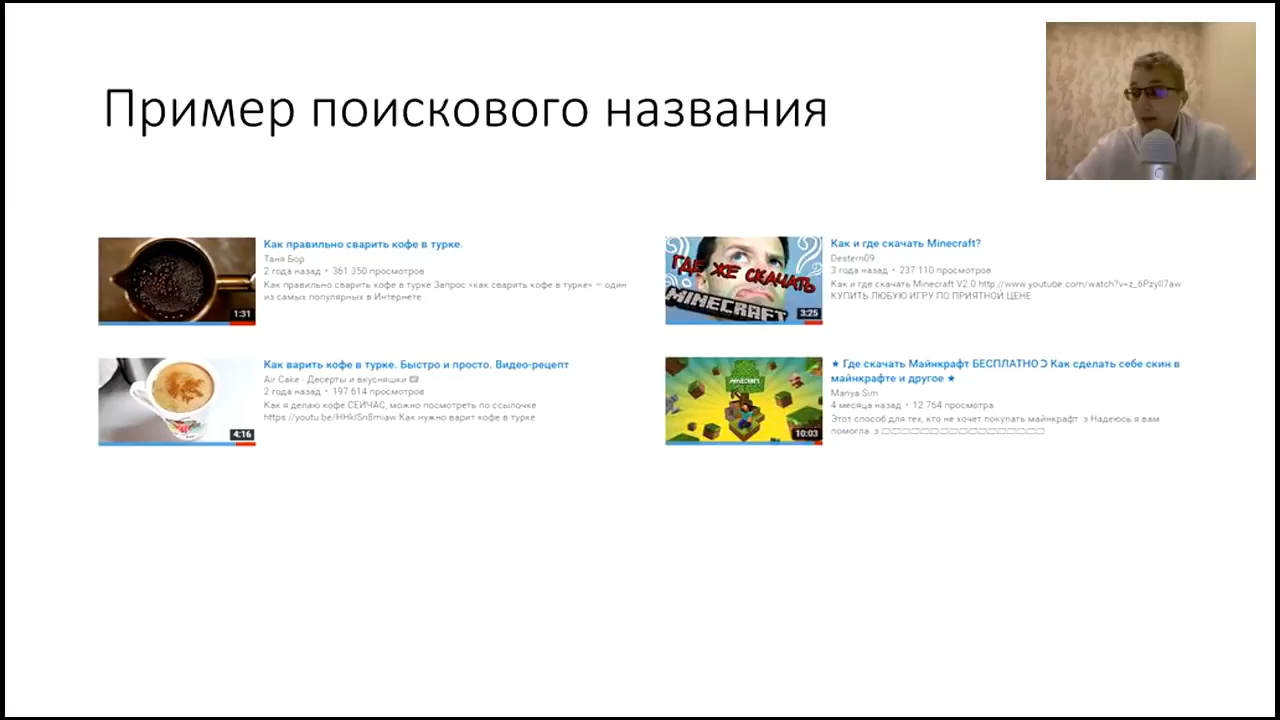 Пример поискового названия
Как правильно сварить кофе в турке.
Таня Бор
2 года назад • 361 350 просмотров
Как правильно сварить кофе в турке Запрос «как сварить кофе в турке» – один
из самых популярных в Интернете
1:31
Как варить кофе в турке. Быстро и просто. Видео-рецепт
Air Cake - Десерты и вкусняшки
2 года назад • 197 614 просмотров
Как я делаю кофе СЕЙЧАС, можно посмотреть по ссылочке
Как нужно варит кофе в турке
4:16
ГДЕ ЖЕ СКАЧАТЬ
MINECRAFT
3:25
Как и где скачать Minecraft?
Destern09
3 года назад • 237 110 просмотров
Как и где скачать Minecraft V2.0 http://www.youtube.com/watch?v=z_6Pzyll7aw
КУПИТЬ ЛЮБУЮ ИГРУ ПО ПРИЯТНОЙ ЦЕНЕ
MINECRAFT
10:03
★ Где скачать Майнкрафт БЕСПЛАТНО Ɔ Как сделать себе скин в
майнкрафте и другое ★
Mariya Sim
4 месяца назад • 12 764 просмотра
Этот способ для тех, кто не хочет покупать майнкрафт :з Надеюсь я вам
помогла :з